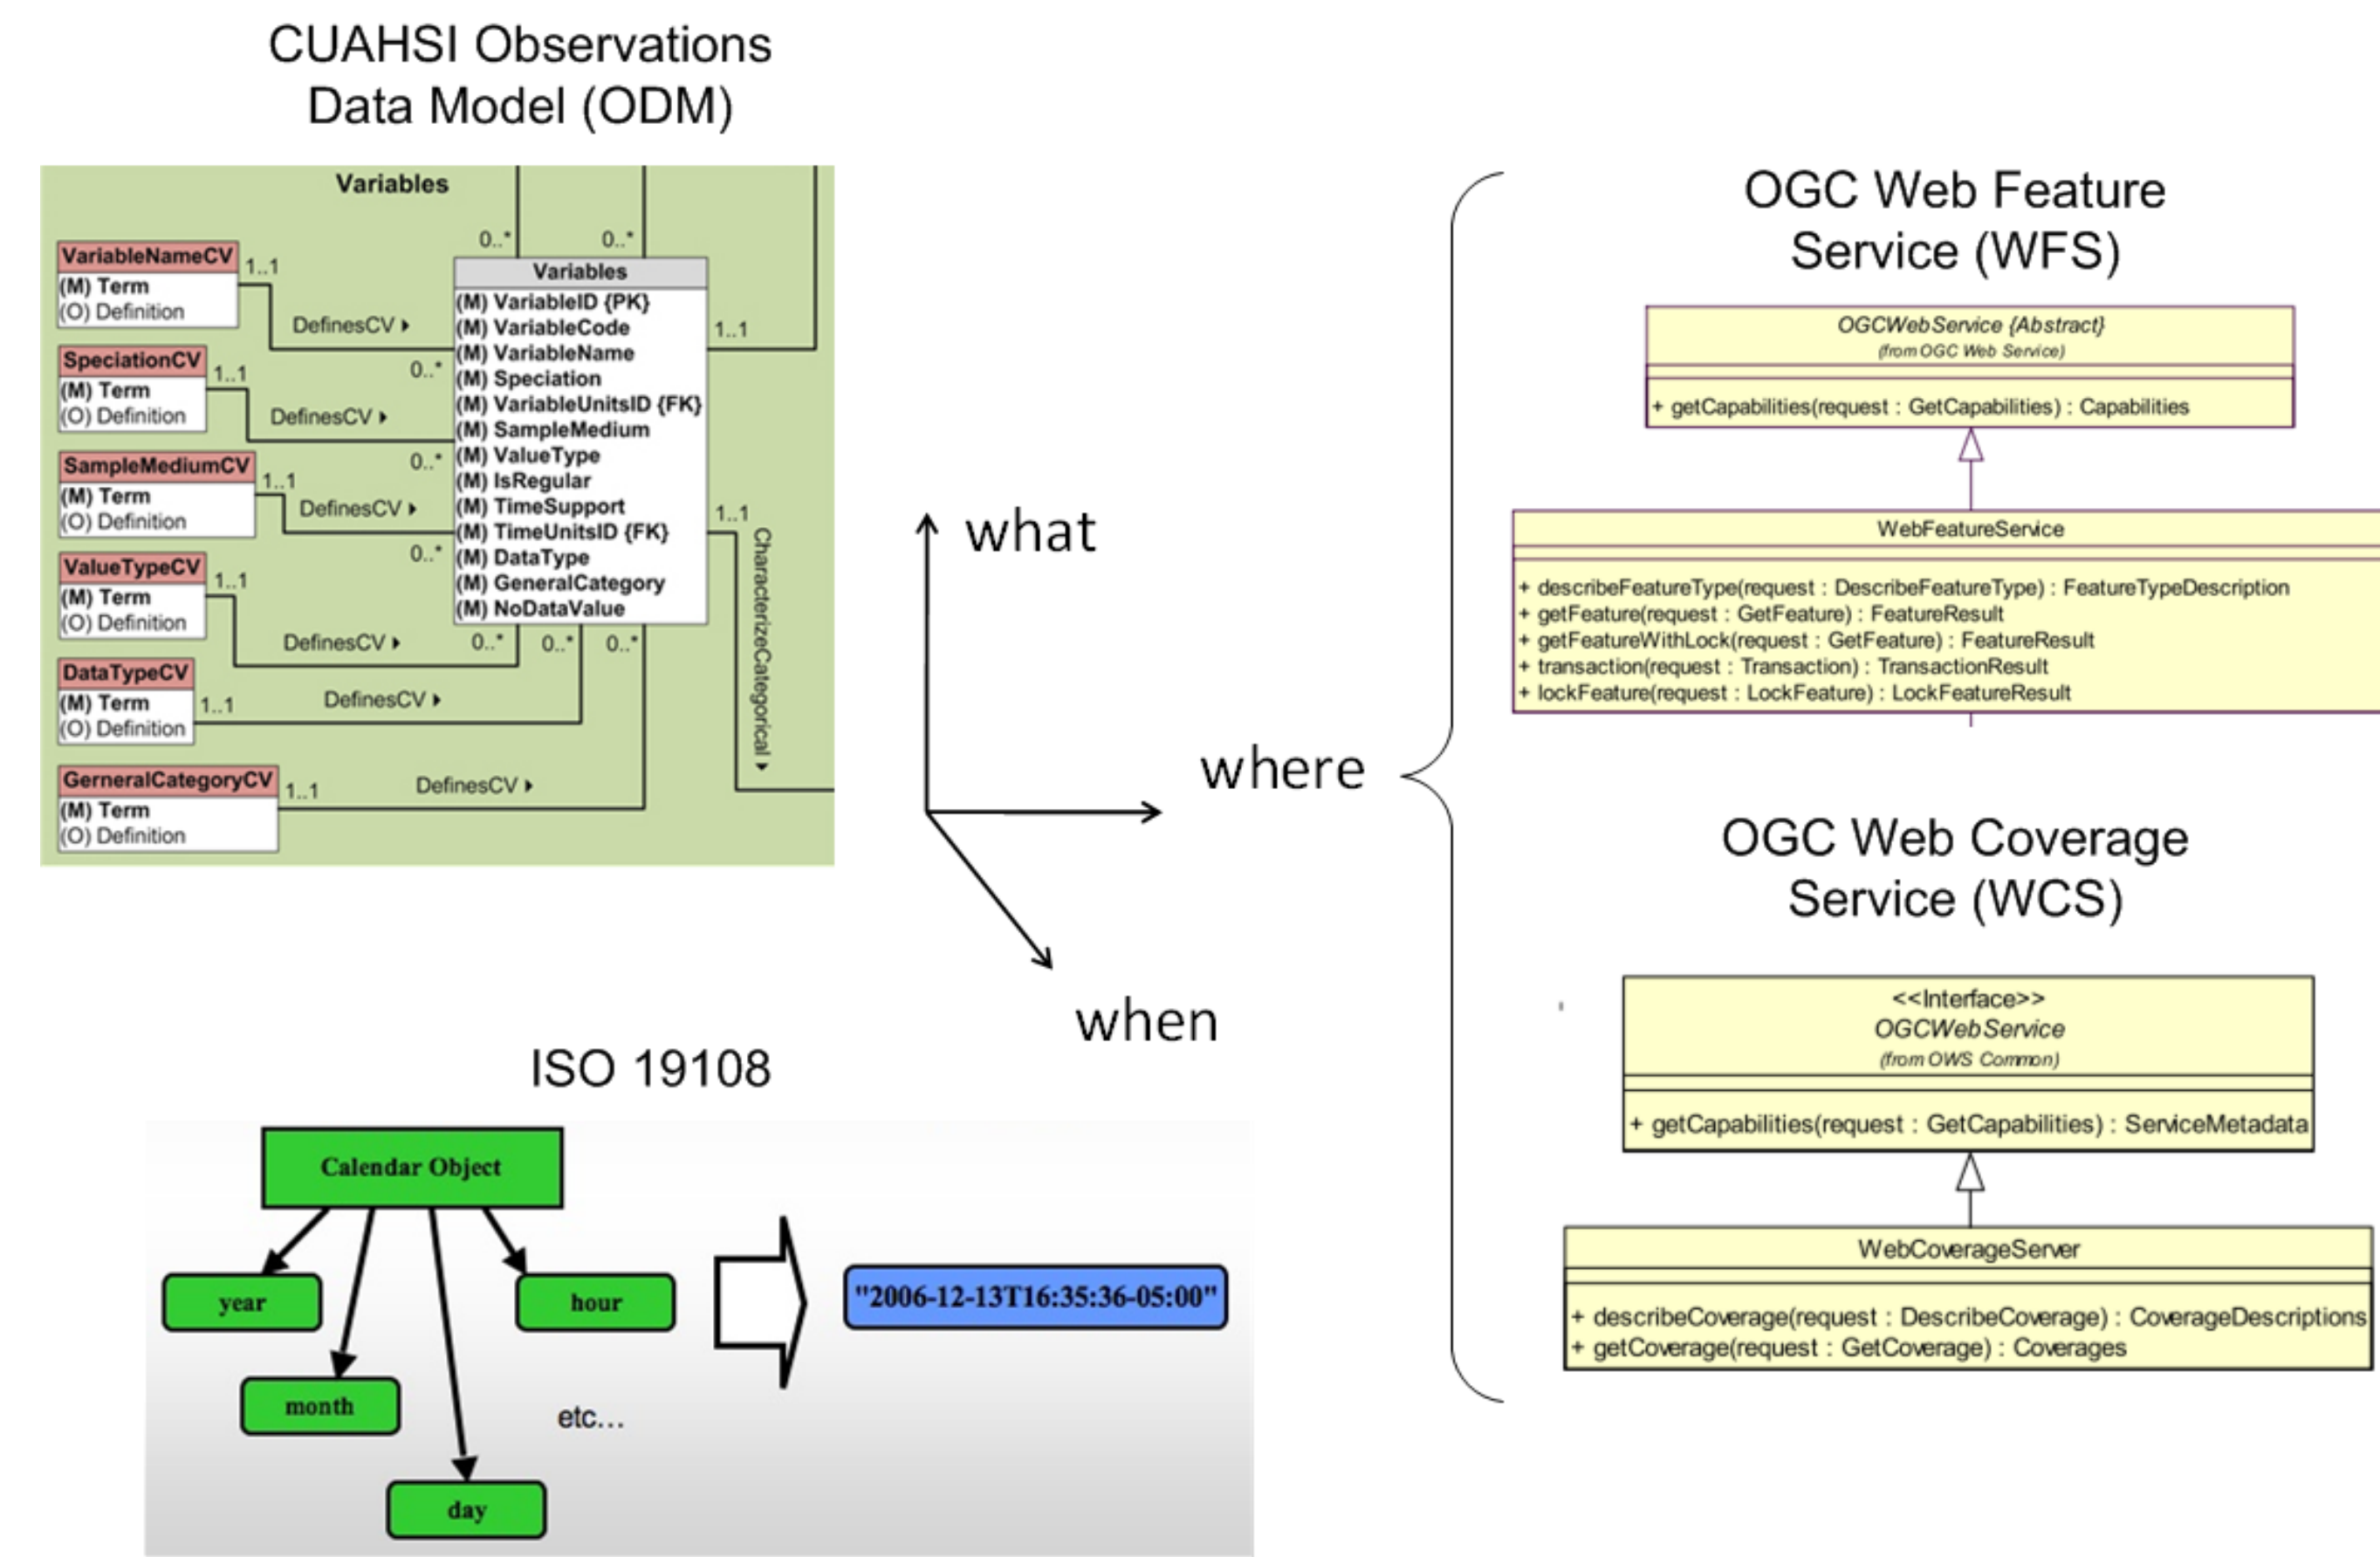 CUAHSI Observations
Data Model (ODM)
Variables
0..*
0..*
VariableNameCV
(M) Term
(O) Definition
1..1
DefinesCV
0..*
SpeciationCV
(M) Term
(O) Definition
1..1
DefinesCV
0..*
SampleMediumCV
(M) Term
(O) Definition
1..1
DefinesCV
0..*
ValueTypeCV
(M) Term
(O) Definition
1..1
DefinesCV
0..*
DataTypeCV
(M) Term
(O) Definition
1..1
DefinesCV
0..*
GerneralCategoryCV
(M) Term
(O) Definition
1..1
DefinesCV
0..*
Variables
(M) VariableID {PK}
(M) VariableCode
(M) VariableName
(M) Speciation
(M) VariableUnitsID {FK}
(M) SampleMedium
(M) ValueType
(M) IsRegular
(M) TimeSupport
(M) TimeUnitsID {FK}
(M) DataType
(M) GeneralCategory
(M) NoDataValue
1..1
1..1
CharacterizeCategorical
what
where
when
OGC Web Feature
Service (WFS)
OGCWebService {Abstract}
(from OGC Web Service)
+ getCapabilities(request : GetCapabilities) : Capabilities
WebFeatureService
+ describeFeatureType(request : DescribeFeatureType) : FeatureTypeDescription
+ getFeature(request : GetFeature) : FeatureResult
+ getFeatureWithLock(request : GetFeature) : FeatureResult
+ transaction(request : Transaction) : TransactionResult
+ lockFeature(request : LockFeature) : LockFeatureResult
OGC Web Coverage
Service (WCS)
<<Interface>>
OGCWebService
(from OWS Common)
+ getCapabilities(request : GetCapabilities) : ServiceMetadata
WebCoverageServer
+ describeCoverage(request : DescribeCoverage) : CoverageDescriptions
+ getCoverage(request : GetCoverage) : Coverages
ISO 19108
Calendar Object
year
hour
month
etc...
day
"2006-12-13T16:35:36-05:00"